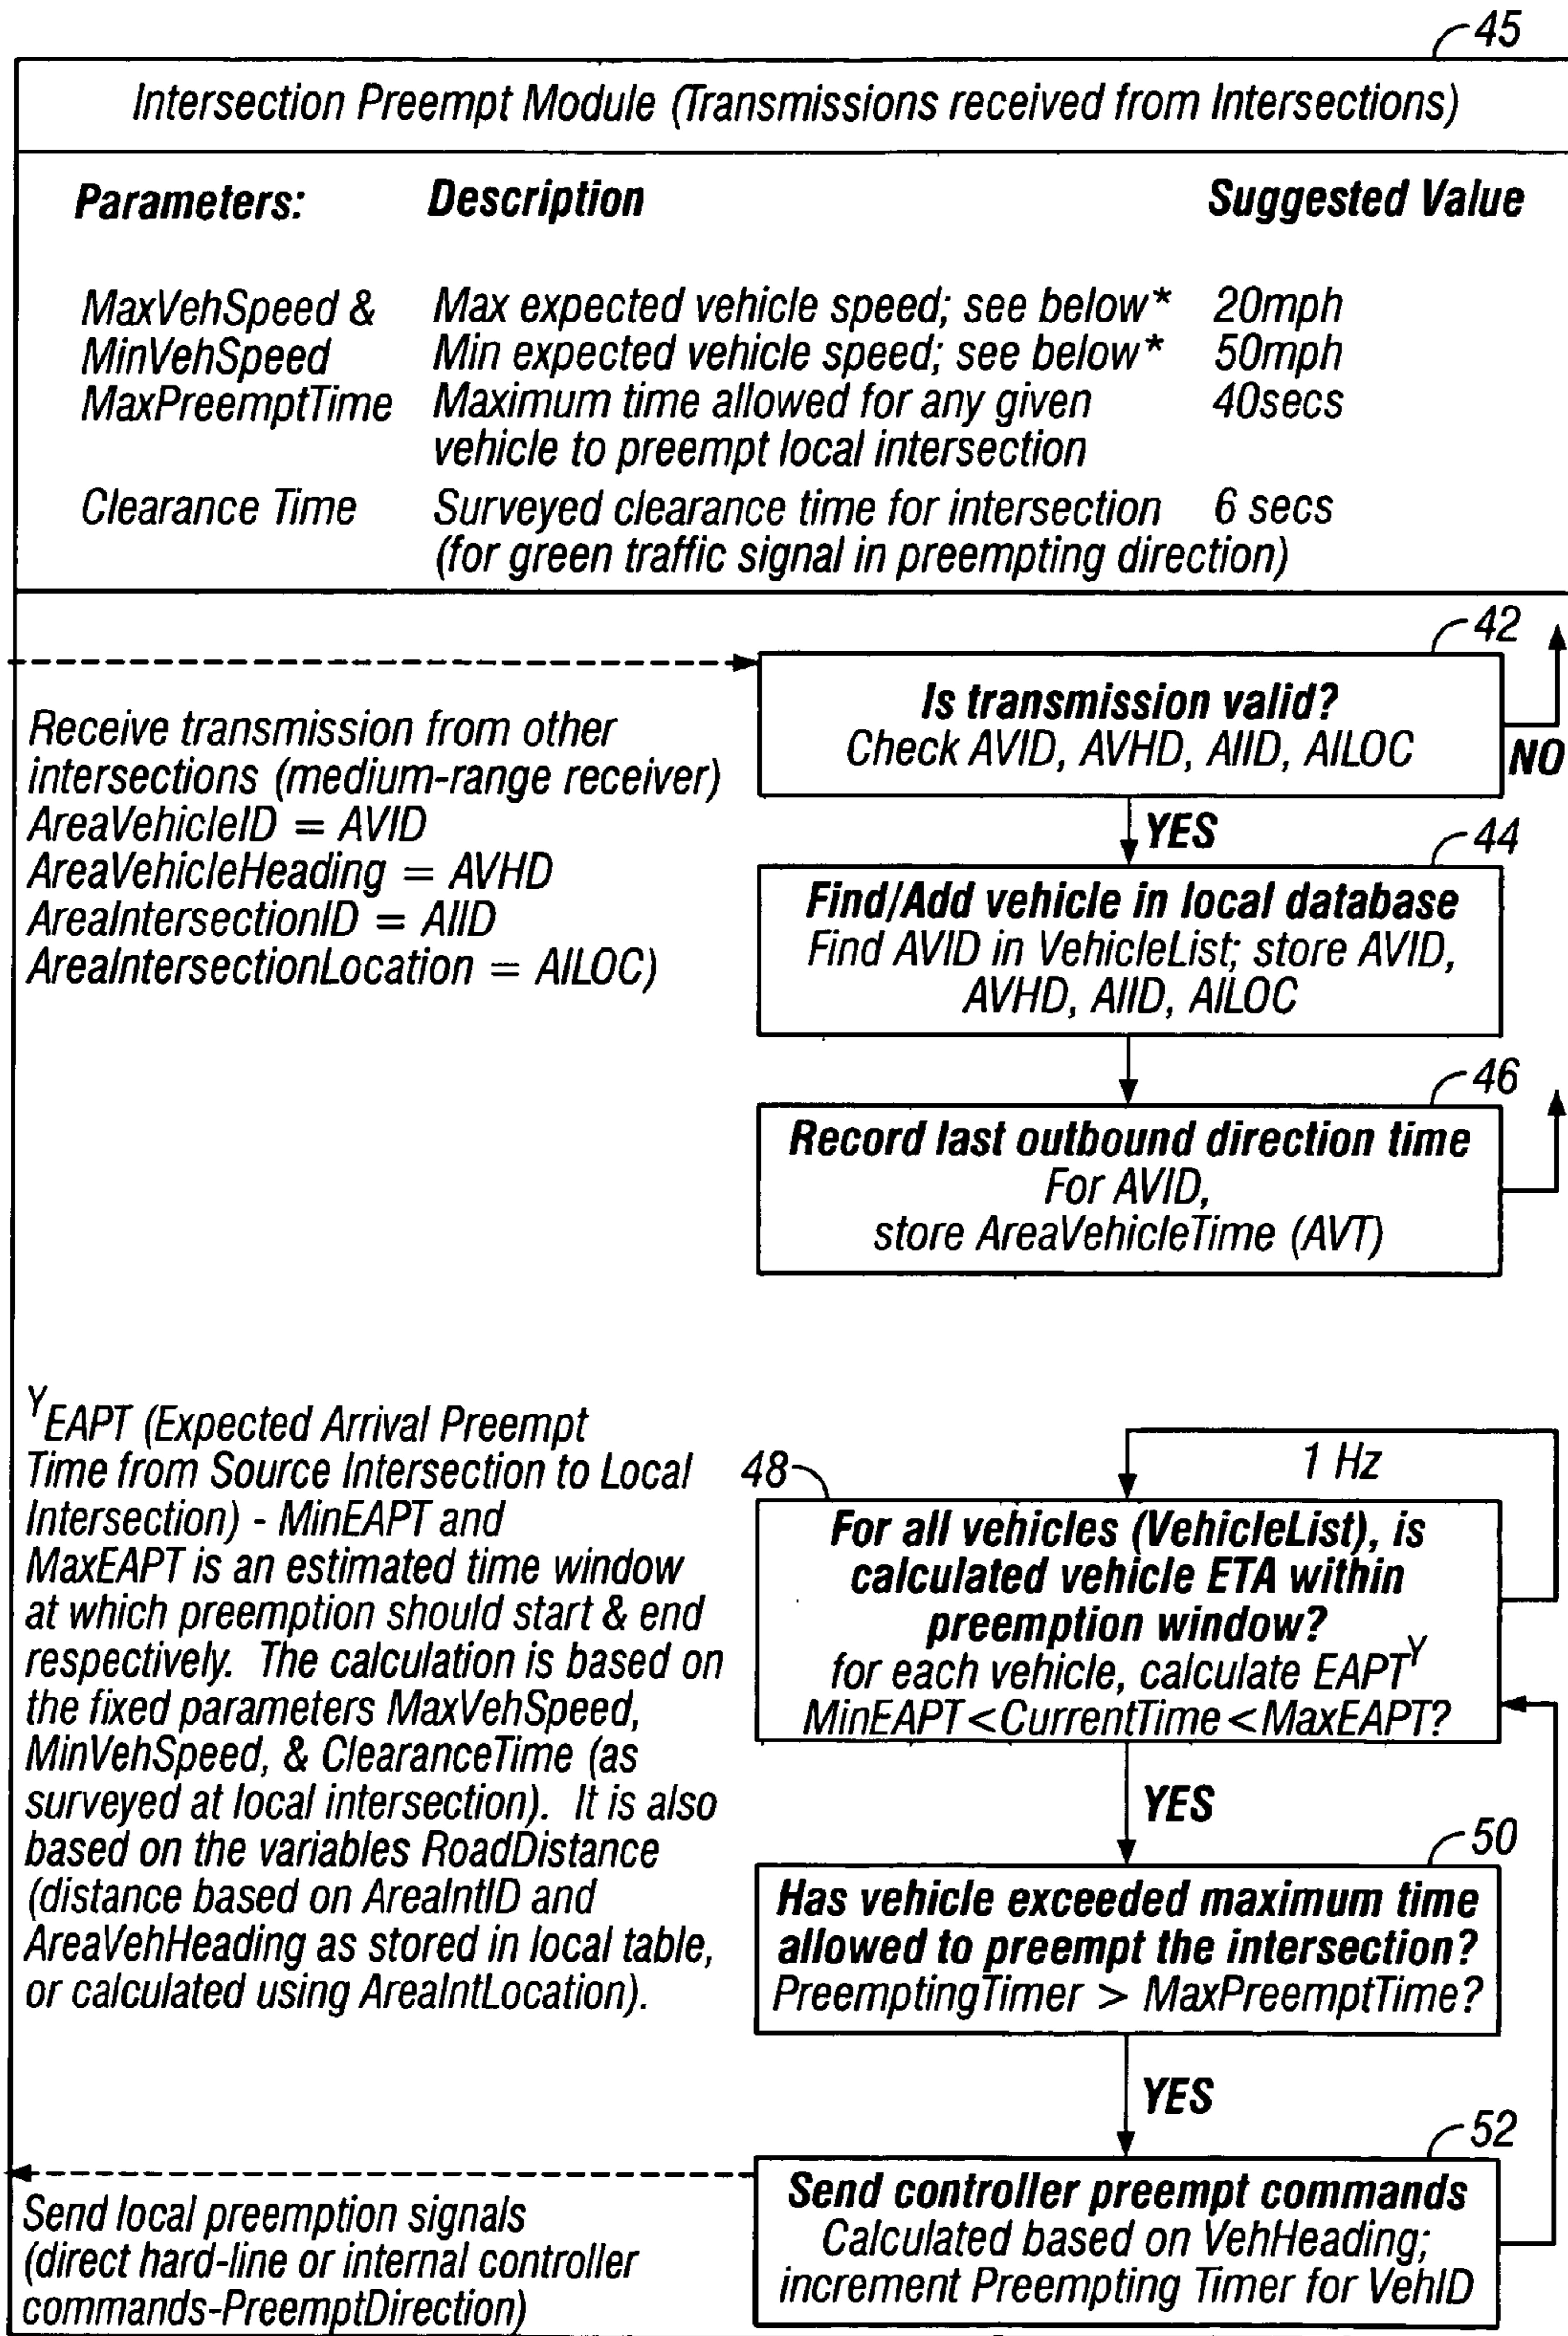 45
Intersection Preempt Module (Transmissions received from Intersections)
Parameters: Description Suggested Value
MaxVehSpeed & Max expected vehicle speed; see below* 20mph
MinVehSpeed Min expected vehicle speed; see below* 50mph
MaxPreemptTime Maximum time allowed for any given 40secs
vehicle to preempt local intersection
Clearance Time Surveyed clearance time for intersection 6 secs
(for green traffic signal in preempting direction)
42
Is transmission valid?
Check AVID, AVHD, AIID, AILOC
NO
Receive transmission from other
intersections (medium-range receiver)
AreaVehicleID = AVID
AreaVehicleHeading = AVHD
AreaIntersectionID = AIID
AreaIntersectionLocation = AILOC)
YES
44
Find/Add vehicle in local database
Find AVID in VehicleList; store AVID,
AVHD, AIID, AILOC
46
Record last outbound direction time
For AVID,
store AreaVehicleTime (AVT)
YEAPT (Expected Arrival Preempt
Time from Source Intersection to Local
Intersection) - MinEAPT and
MaxEAPT is an estimated time window
at which preemption should start & end
respectively. The calculation is based on
the fixed parameters MaxVehSpeed,
MinVehSpeed, & ClearanceTime (as
surveyed at local intersection). It is also
based on the variables RoadDistance
(distance based on AreaIntID and
AreaVehHeading as stored in local table,
or calculated using AreaIntLocation).
1 Hz
48
For all vehicles (VehicleList), is
calculated vehicle ETA within
preemption window?
for each vehicle, calculate EAPTY
MinEAPT<CurrentTime<MaxEAPT?
YES
50
Has vehicle exceeded maximum time
allowed to preempt the intersection?
PreemptingTimer > MaxPreemptTime?
YES
52
Send controller preempt commands
Calculated based on VehHeading;
increment Preempting Timer for VehID
Send local preemption signals
(direct hard-line or internal controller
commands-PreemptDirection)